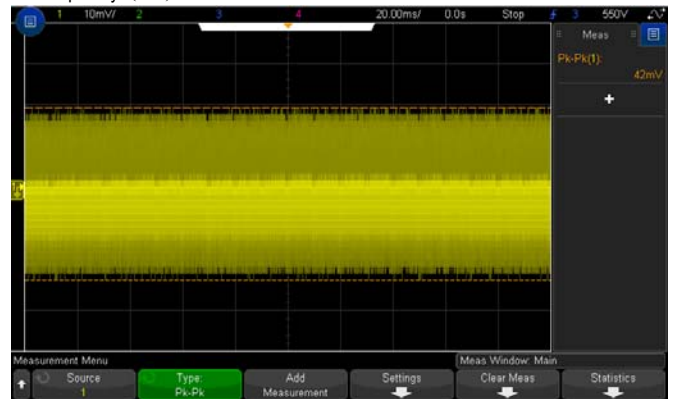 1 10mV/ 2 3 4 20.00ms/ 0.0s Stop 3 550V
Meas
Pk-Pk(1):
42mV
+
Measurement Menu
Meas Window: Main
Source
1
Type:
Pk-Pk
Add
Measurement
Settings
Clear Meas
Statistics